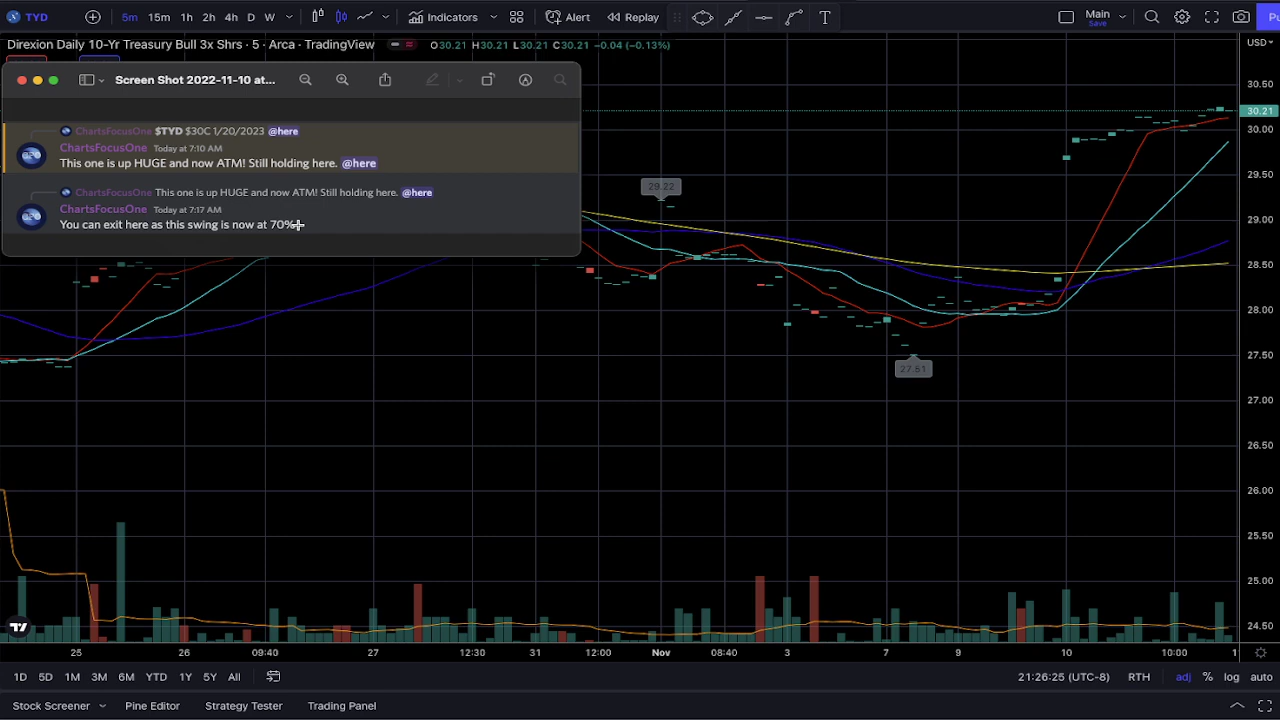 TYD
5m 15m 1h 2h 4h D W
Indicators
Alert
Replay
Main
Save
Pu
Direxion Daily 10-Yr Treasury Bull 3x Shrs · 5 · Arca · TradingView
O30.21 H30.21 L30.21 C30.21 -0.04 (-0.13%)
USD
Screen Shot 2022-11-10 at...
ChartsFocusOne $TYD $30C 1/20/2023 @here
ChartsFocusOne Today at 7:10 AM
This one is up HUGE and now ATM! Still holding here. @here
ChartsFocusOne This one is up HUGE and now ATM! Still holding here. @here
ChartsFocusOne Today at 7:17 AM
You can exit here as this swing is now at 70%
30.50
30.21
30.00
29.50
29.00
28.50
28.00
27.50
27.00
26.50
26.00
25.50
25.00
24.50
29.22
27.51
25 26 09:40 27 12:30 31 12:00 Nov 08:40 3 7 9 10 10:00 1
1D 5D 1M 3M 6M YTD 1Y 5Y All
21:26:25 (UTC-8) RTH adj % log auto
Stock Screener Pine Editor Strategy Tester Trading Panel